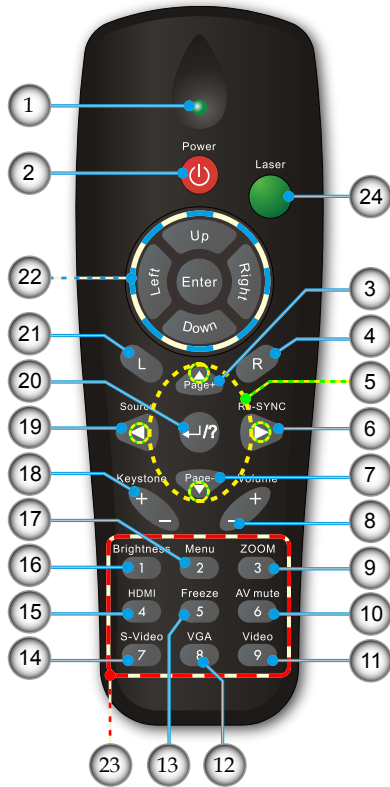 1
Power
2
Laser
24
Up
22
Left
Enter
Right
3
Down
21
L
R
4
Page+
5
20
Source
Re-SYNC
19
/?
6
18
Keystone
Page-
Volume
7
+
+
17
−
−
8
Brightness
Menu
ZOOM
16
1
2
3
9
HDMI
Freeze
AV mute
15
4
5
6
10
S-Video
VGA
Video
14
7
8
9
11
23
13
12